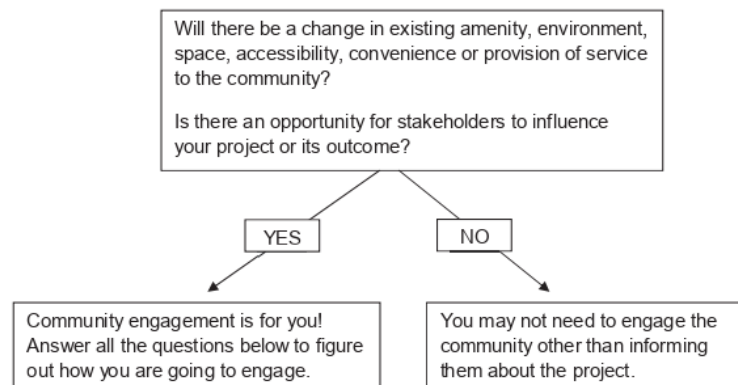 Will there be a change in existing amenity, environment,
space, accessibility, convenience or provision of service
to the community?
Is there an opportunity for stakeholders to influence
your project or its outcome?
YES
NO
Community engagement is for you!
Answer all the questions below to figure
out how you are going to engage.
You may not need to engage the
community other than informing
them about the project.